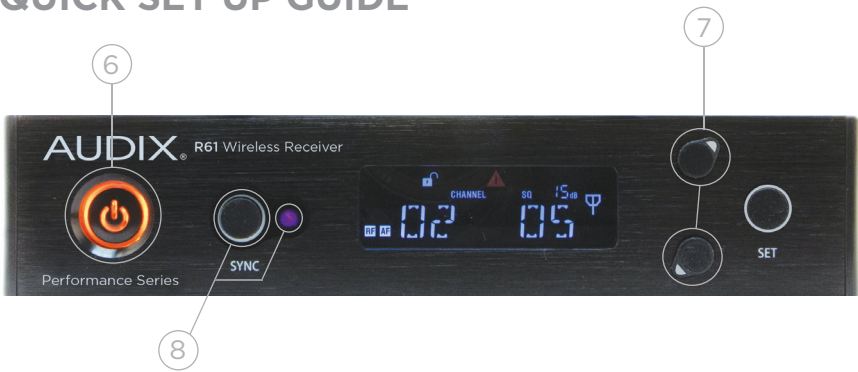 QUICK SET UP GUIDE
7
6
AUDIX® R61 Wireless Receiver
CHANNEL SQ 15dB
RF AF 02 05
SYNC
SET
Performance Series
8